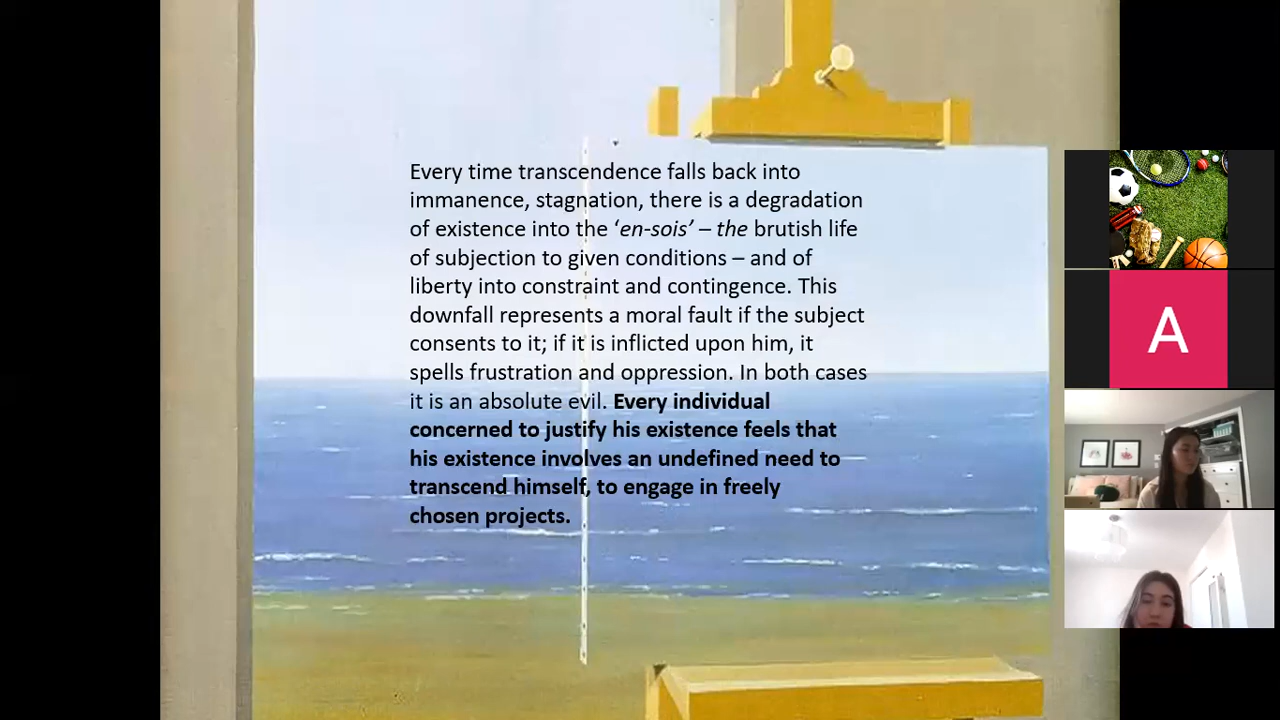 Every time transcendence falls back into
immanence, stagnation, there is a degradation
of existence into the ‘en-sois’ – the brutish life
of subjection to given conditions – and of
liberty into constraint and contingence. This
downfall represents a moral fault if the subject
consents to it; if it is inflicted upon him, it
spells frustration and oppression. In both cases
it is an absolute evil. Every individual
concerned to justify his existence feels that
his existence involves an undefined need to
transcend himself, to engage in freely
chosen projects.
A